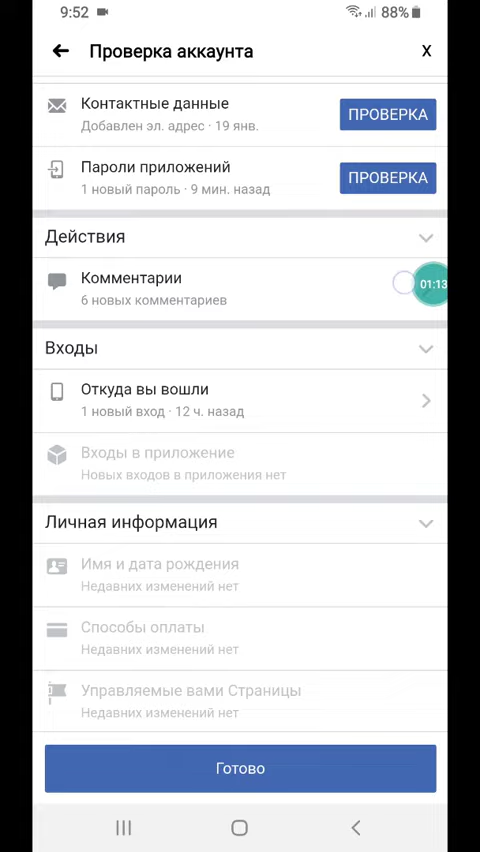 9:52 88%
Проверка аккаунта X
Контактные данные
Добавлен эл. адрес · 19 янв.
ПРОВЕРКА
Пароли приложений
1 новый пароль · 9 мин. назад
ПРОВЕРКА
Действия
Комментарии
6 новых комментариев
01:13
Входы
Откуда вы вошли
1 новый вход · 12 ч. назад
Входы в приложение
Новых входов в приложения нет
Личная информация
Имя и дата рождения
Недавних изменений нет
Способы оплаты
Недавних изменений нет
Управляемые вами Страницы
Недавних изменений нет
Готово